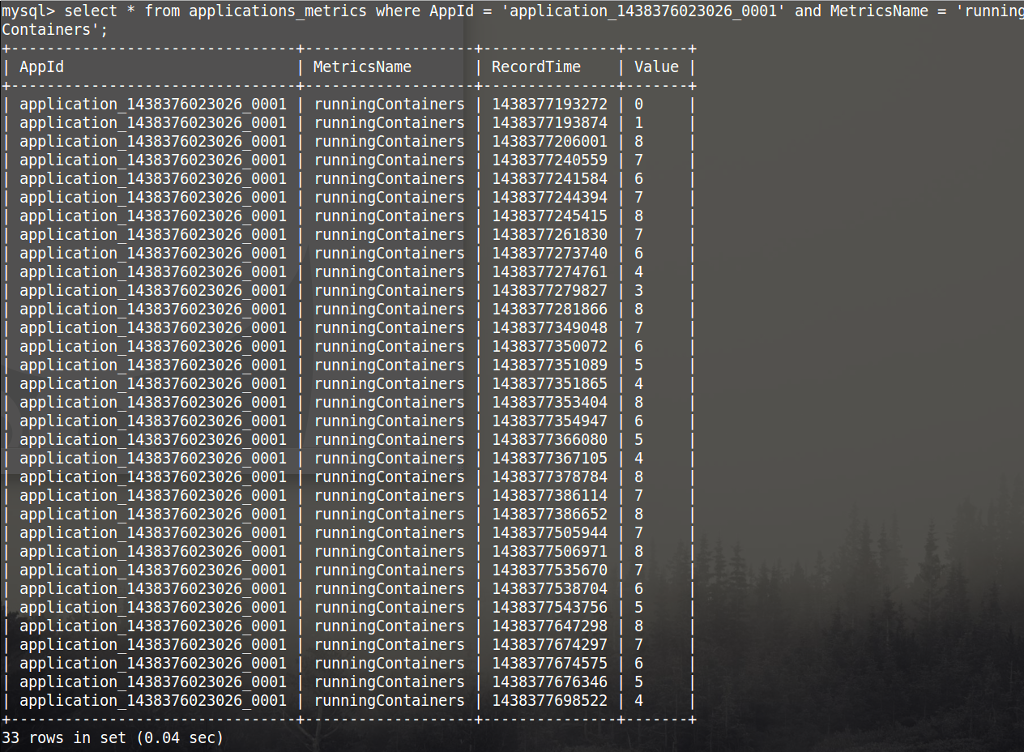 mysql> select * from applications_metrics where AppId = 'application_1438376023026_0001' and MetricsName = 'running
Containers';
+--------------------------------+-------------------+---------------+-------+
| AppId                          | MetricsName       | RecordTime    | Value |
+--------------------------------+-------------------+---------------+-------+
| application_1438376023026_0001 | runningContainers | 1438377193272 | 0     |
| application_1438376023026_0001 | runningContainers | 1438377193874 | 1     |
| application_1438376023026_0001 | runningContainers | 1438377206001 | 8     |
| application_1438376023026_0001 | runningContainers | 1438377240559 | 7     |
| application_1438376023026_0001 | runningContainers | 1438377241584 | 6     |
| application_1438376023026_0001 | runningContainers | 1438377244394 | 7     |
| application_1438376023026_0001 | runningContainers | 1438377245415 | 8     |
| application_1438376023026_0001 | runningContainers | 1438377261830 | 7     |
| application_1438376023026_0001 | runningContainers | 1438377273740 | 6     |
| application_1438376023026_0001 | runningContainers | 1438377274761 | 4     |
| application_1438376023026_0001 | runningContainers | 1438377279827 | 3     |
| application_1438376023026_0001 | runningContainers | 1438377281866 | 8     |
| application_1438376023026_0001 | runningContainers | 1438377349048 | 7     |
| application_1438376023026_0001 | runningContainers | 1438377350072 | 6     |
| application_1438376023026_0001 | runningContainers | 1438377351089 | 5     |
| application_1438376023026_0001 | runningContainers | 1438377351865 | 4     |
| application_1438376023026_0001 | runningContainers | 1438377353404 | 8     |
| application_1438376023026_0001 | runningContainers | 1438377354947 | 6     |
| application_1438376023026_0001 | runningContainers | 1438377366080 | 5     |
| application_1438376023026_0001 | runningContainers | 1438377367105 | 4     |
| application_1438376023026_0001 | runningContainers | 1438377378784 | 8     |
| application_1438376023026_0001 | runningContainers | 1438377386114 | 7     |
| application_1438376023026_0001 | runningContainers | 1438377386652 | 8     |
| application_1438376023026_0001 | runningContainers | 1438377505944 | 7     |
| application_1438376023026_0001 | runningContainers | 1438377506971 | 8     |
| application_1438376023026_0001 | runningContainers | 1438377535670 | 7     |
| application_1438376023026_0001 | runningContainers | 1438377538704 | 6     |
| application_1438376023026_0001 | runningContainers | 1438377543756 | 5     |
| application_1438376023026_0001 | runningContainers | 1438377647298 | 8     |
| application_1438376023026_0001 | runningContainers | 1438377674297 | 7     |
| application_1438376023026_0001 | runningContainers | 1438377674575 | 6     |
| application_1438376023026_0001 | runningContainers | 1438377676346 | 5     |
| application_1438376023026_0001 | runningContainers | 1438377698522 | 4     |
+--------------------------------+-------------------+---------------+-------+
33 rows in set (0.04 sec)